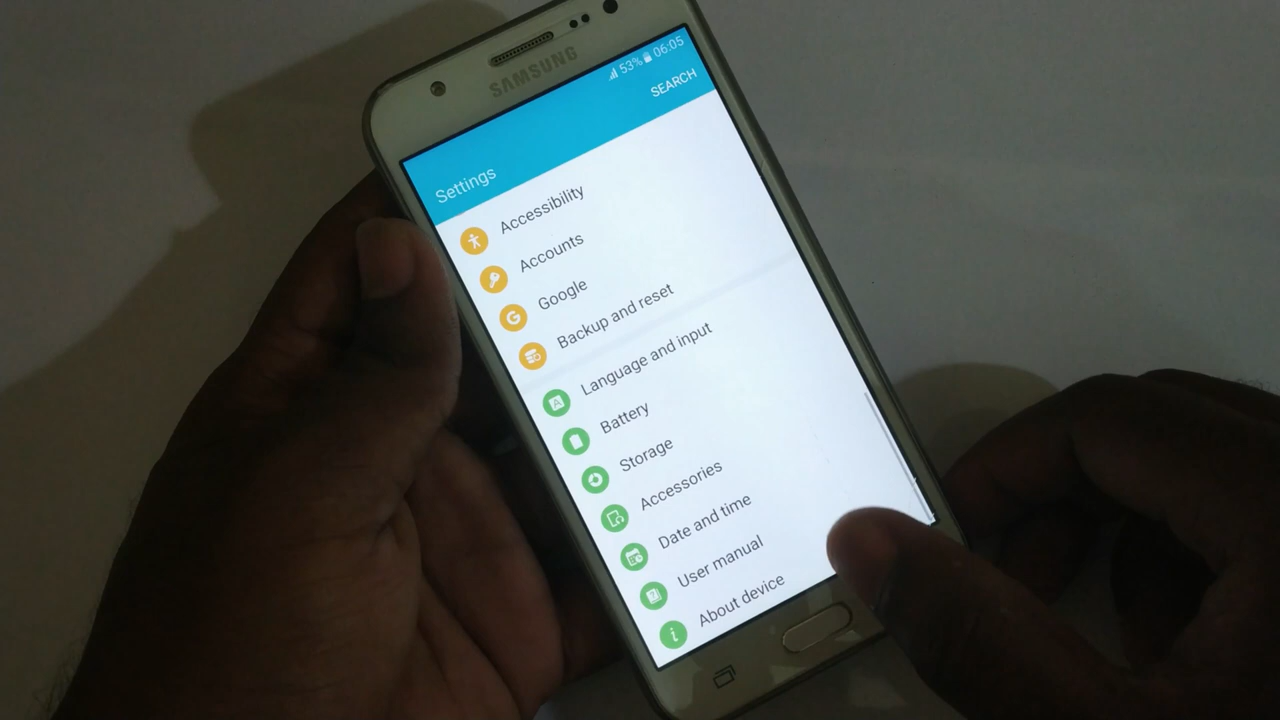 SAMSUNG
53% 06:05
SEARCH
Settings
Accessibility
Accounts
Google
Backup and reset
Language and input
Battery
Storage
Accessories
Date and time
User manual
About device